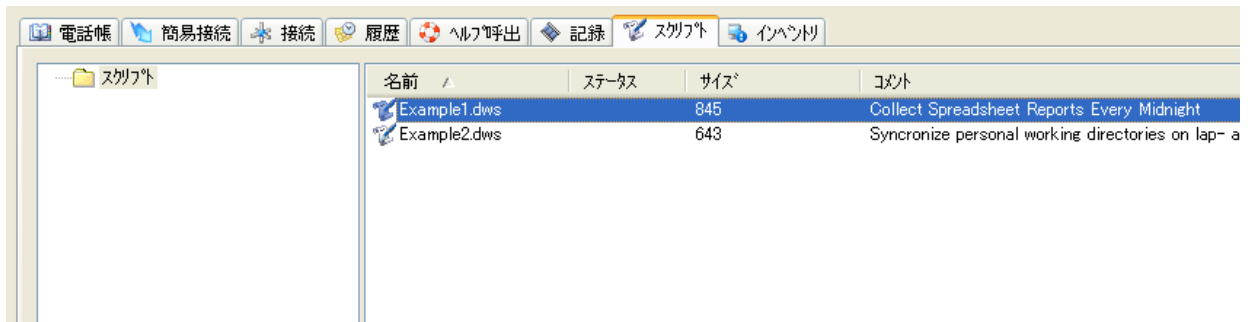 電話帳 簡易接続 接続 履歴 ﾍﾙﾌﾟ呼出 記録 ｽｸﾘﾌﾟﾄ ｲﾝﾍﾞﾝﾄﾘ
ｽｸﾘﾌﾟﾄ
名前 ｽﾃｰﾀｽ ｻｲｽﾞ ｺﾒﾝﾄ
Example1.dws 845 Collect Spreadsheet Reports Every Midnight
Example2.dws 643 Syncronize personal working directories on lap- a